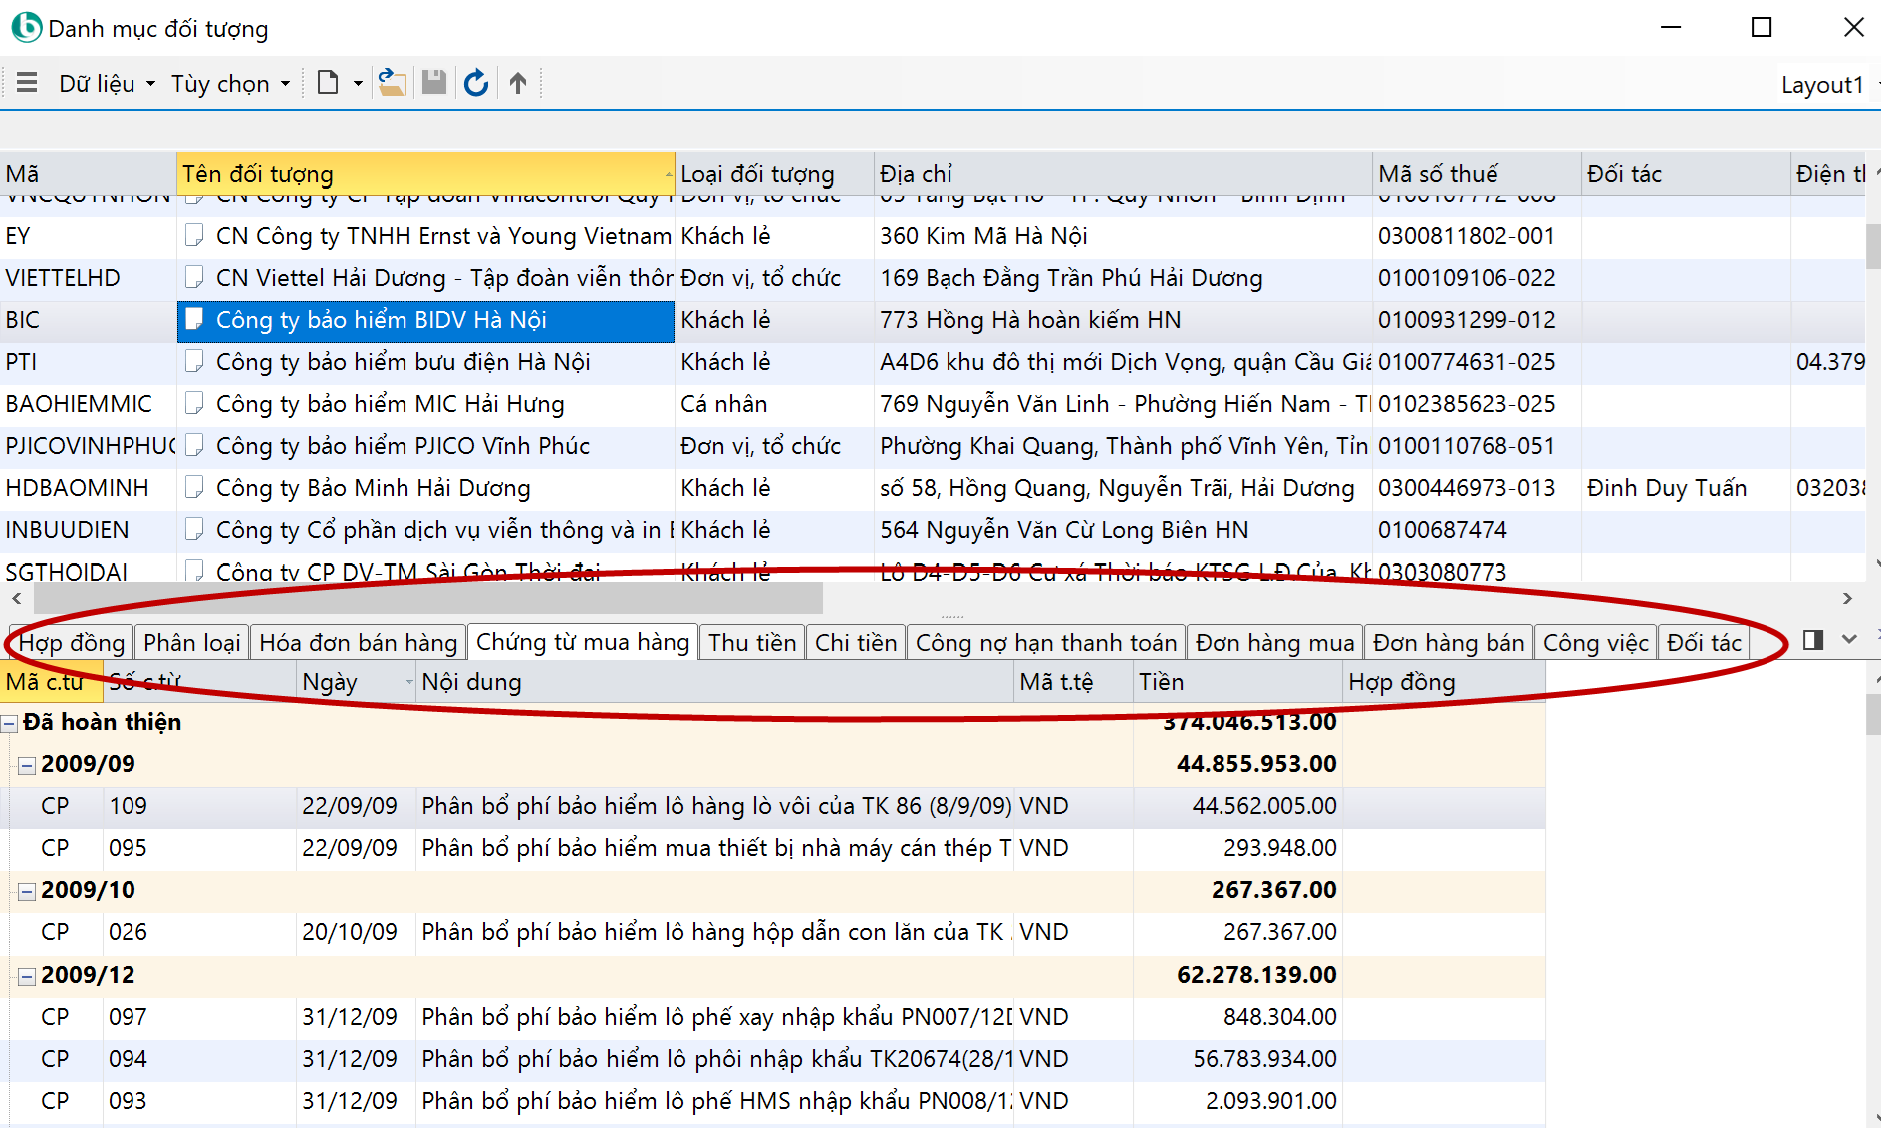 Danh mục đối tượng
Dữ liệu Tùy chọn Layout1
Mã Tên đối tượng Loại đối tượng Địa chỉ Mã số thuế Đối tác Điện th
EY CN Công ty TNHH Ernst và Young Vietnam Khách lẻ 360 Kim Mã Hà Nội 0300811802-001
VIETTELHD CN Viettel Hải Dương - Tập đoàn viễn thôn Đơn vị, tổ chức 169 Bạch Đằng Trần Phú Hải Dương 0100109106-022
BIC Công ty bảo hiểm BIDV Hà Nội Khách lẻ 773 Hồng Hà hoàn kiếm HN 0100931299-012
PTI Công ty bảo hiểm bưu điện Hà Nội Khách lẻ A4D6 khu đô thị mới Dịch Vọng, quận Cầu Giấ 0100774631-025 04.379
BAOHIEMMIC Công ty bảo hiểm MIC Hải Hưng Cá nhân 769 Nguyễn Văn Linh - Phường Hiến Nam - TI 0102385623-025
PJICOVINHPHUC Công ty bảo hiểm PJICO Vĩnh Phúc Đơn vị, tổ chức Phường Khai Quang, Thành phố Vĩnh Yên, Tỉn 0100110768-051
HDBAOMINH Công ty Bảo Minh Hải Dương Khách lẻ số 58, Hồng Quang, Nguyễn Trãi, Hải Dương 0300446973-013 Đinh Duy Tuấn 032038
INBUUDIEN Công ty Cổ phần dịch vụ viễn thông và in Khách lẻ 564 Nguyễn Văn Cừ Long Biên HN 0100687474
SGTHOIDAI Công ty CP DV-TM Sài Gòn Thời đại Khách lẻ Lô D4-D5-D6 Cư xá Thời báo KTSG-L.Đ.Của, Kh 0303080773
Hợp đồng Phân loại Hóa đơn bán hàng Chứng từ mua hàng Thu tiền Chi tiền Công nợ hạn thanh toán Đơn hàng mua Đơn hàng bán Công việc Đối tác
Mã c.từ Số c.từ Ngày Nội dung Mã t.tệ Tiền Hợp đồng
Đã hoàn thiện 374.046.513.00
2009/09 44.855.953.00
CP 109 22/09/09 Phân bổ phí bảo hiểm lô hàng lò vôi của TK 86 (8/9/09) VND 44.562.005.00
CP 095 22/09/09 Phân bổ phí bảo hiểm mua thiết bị nhà máy cán thép T VND 293.948.00
2009/10 267.367.00
CP 026 20/10/09 Phân bổ phí bảo hiểm lô hàng hộp dẫn con lăn của TK VND 267.367.00
2009/12 62.278.139.00
CP 097 31/12/09 Phân bổ phí bảo hiểm lô phế xay nhập khẩu PN007/12D VND 848.304.00
CP 094 31/12/09 Phân bổ phí bảo hiểm lô phôi nhập khẩu TK20674(28/1 VND 56.783.934.00
CP 093 31/12/09 Phân bổ phí bảo hiểm lô phế HMS nhập khẩu PN008/12 VND 2.093.901.00